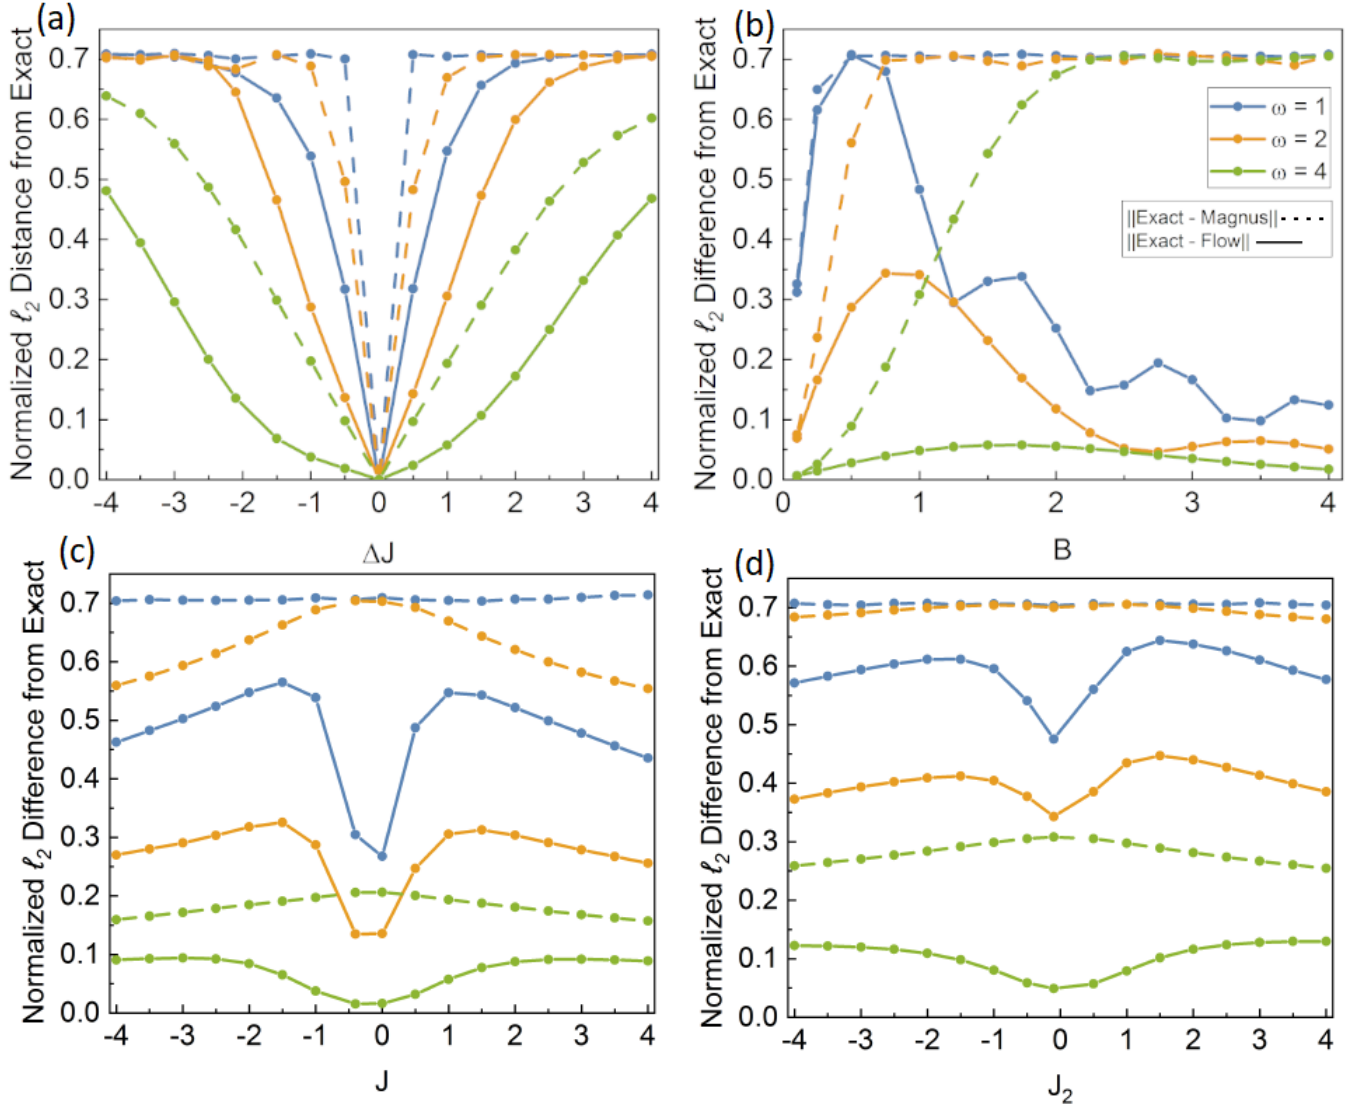 (a)
Normalized ℓ2 Distance from Exact
0.7
0.6
0.5
0.4
0.3
0.2
0.1
0.0
-4 -3 -2 -1 0 1 2 3 4
ΔJ
(b)
Normalized ℓ2 Difference from Exact
0.7
0.6
0.5
0.4
0.3
0.2
0.1
0.0
0 1 2 3 4
B
ω = 1
ω = 2
ω = 4
||Exact - Magnus||
||Exact - Flow||
(c)
Normalized ℓ2 Difference from Exact
0.7
0.6
0.5
0.4
0.3
0.2
0.1
0.0
-4 -3 -2 -1 0 1 2 3 4
J
(d)
Normalized ℓ2 Difference from Exact
0.7
0.6
0.5
0.4
0.3
0.2
0.1
0.0
-4 -3 -2 -1 0 1 2 3 4
J2